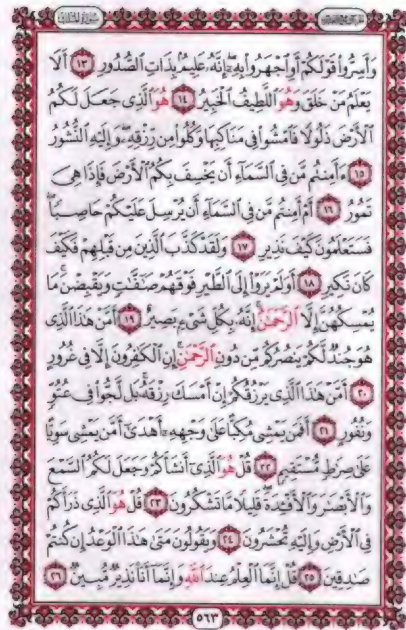 وَأَسِرُّوا۟ قَوْلَكُمْ أَوِ ٱجْهَرُوا۟ بِهِۦٓ إِنَّهُۥ عَلِيمٌۢ بِذَاتِ ٱلصُّدُورِ ١٣ أَلَا
يَعْلَمُ مَنْ خَلَقَ وَهُوَ ٱللَّطِيفُ ٱلْخَبِيرُ ١٤ هُوَ ٱلَّذِى جَعَلَ لَكُمُ
ٱلْأَرْضَ ذَلُولًا فَٱمْشُوا۟ فِى مَنَاكِبِهَا وَكُلُوا۟ مِن رِّزْقِهِۦ وَإِلَيْهِ ٱلنُّشُورُ
١٥ ءَأَمِنتُم مَّن فِى ٱلسَّمَآءِ أَن يَخْسِفَ بِكُمُ ٱلْأَرْضَ فَإِذَا هِىَ
تَمُورُ ١٦ أَمْ أَمِنتُم مَّن فِى ٱلسَّمَآءِ أَن يُرْسِلَ عَلَيْكُمْ حَاصِبًا
فَسَتَعْلَمُونَ كَيْفَ نَذِيرِ ١٧ وَلَقَدْ كَذَّبَ ٱلَّذِينَ مِن قَبْلِهِمْ فَكَيْفَ
كَانَ نَكِيرِ ١٨ أَوَلَمْ يَرَوْا۟ إِلَى ٱلطَّيْرِ فَوْقَهُمْ صَٰٓفَّٰتٍ وَيَقْبِضْنَ مَا
يُمْسِكُهُنَّ إِلَّا ٱلرَّحْمَٰنُ إِنَّهُۥ بِكُلِّ شَىْءٍۭ بَصِيرٌ ١٩ أَمَّنْ هَٰذَا ٱلَّذِى
هُوَ جُندٌ لَّكُمْ يَنصُرُكُم مِّن دُونِ ٱلرَّحْمَٰنِ إِنِ ٱلْكَٰفِرُونَ إِلَّا فِى غُرُورٍ
٢٠ أَمَّنْ هَٰذَا ٱلَّذِى يَرْزُقُكُمْ إِنْ أَمْسَكَ رِزْقَهُۥ بَل لَّجُّوا۟ فِى عُتُوٍّ
وَنُفُورٍ ٢١ أَفَمَن يَمْشِى مُكِبًّا عَلَىٰ وَجْهِهِۦٓ أَهْدَىٰٓ أَمَّن يَمْشِى سَوِيًّا
عَلَىٰ صِرَٰطٍ مُّسْتَقِيمٍ ٢٢ قُلْ هُوَ ٱلَّذِىٓ أَنشَأَكُمْ وَجَعَلَ لَكُمُ ٱلسَّمْعَ
وَٱلْأَبْصَٰرَ وَٱلْأَفْـِٔدَةَ قَلِيلًا مَّا تَشْكُرُونَ ٢٣ قُلْ هُوَ ٱلَّذِى ذَرَأَكُمْ
فِى ٱلْأَرْضِ وَإِلَيْهِ تُحْشَرُونَ ٢٤ وَيَقُولُونَ مَتَىٰ هَٰذَا ٱلْوَعْدُ إِن كُنتُمْ
صَٰدِقِينَ ٢٥ قُلْ إِنَّمَا ٱلْعِلْمُ عِندَ ٱللَّهِ وَإِنَّمَآ أَنَا۠ نَذِيرٌ مُّبِينٌ ٢٦
٥٦٣